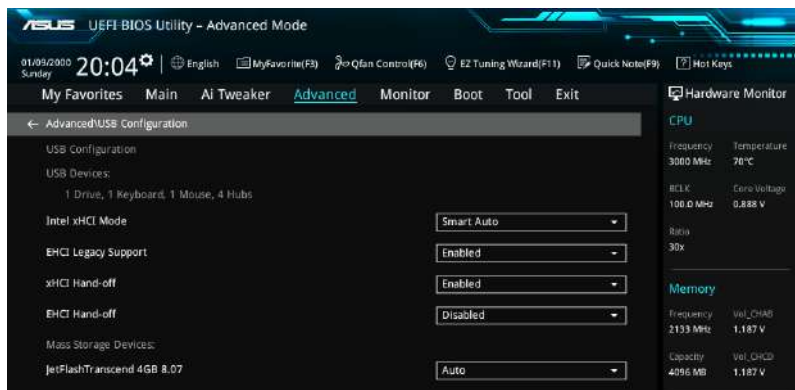 ASUS UEFI BIOS Utility – Advanced Mode
01/09/2000
Sunday
20:04
English
MyFavorite(F3)
Qfan Control(F6)
EZ Tuning Wizard(F11)
Quick Note(F9)
? Hot Keys
My Favorites Main Ai Tweaker Advanced Monitor Boot Tool Exit
Hardware Monitor
← Advanced\USB Configuration
USB Configuration
USB Devices:
1 Drive, 1 Keyboard, 1 Mouse, 4 Hubs
Intel xHCI Mode Smart Auto
EHCI Legacy Support Enabled
xHCI Hand-off Enabled
EHCI Hand-off Disabled
Mass Storage Devices:
JetFlashTranscend 4GB 8.07 Auto
CPU
Frequency Temperature
3000 MHz 70°C
BCLK Core Voltage
100.0 MHz 0.888 V
Ratio
30x
Memory
Frequency Vol_CHAB
2133 MHz 1.187 V
Capacity Vol_CHCD
4096 MB 1.187 V